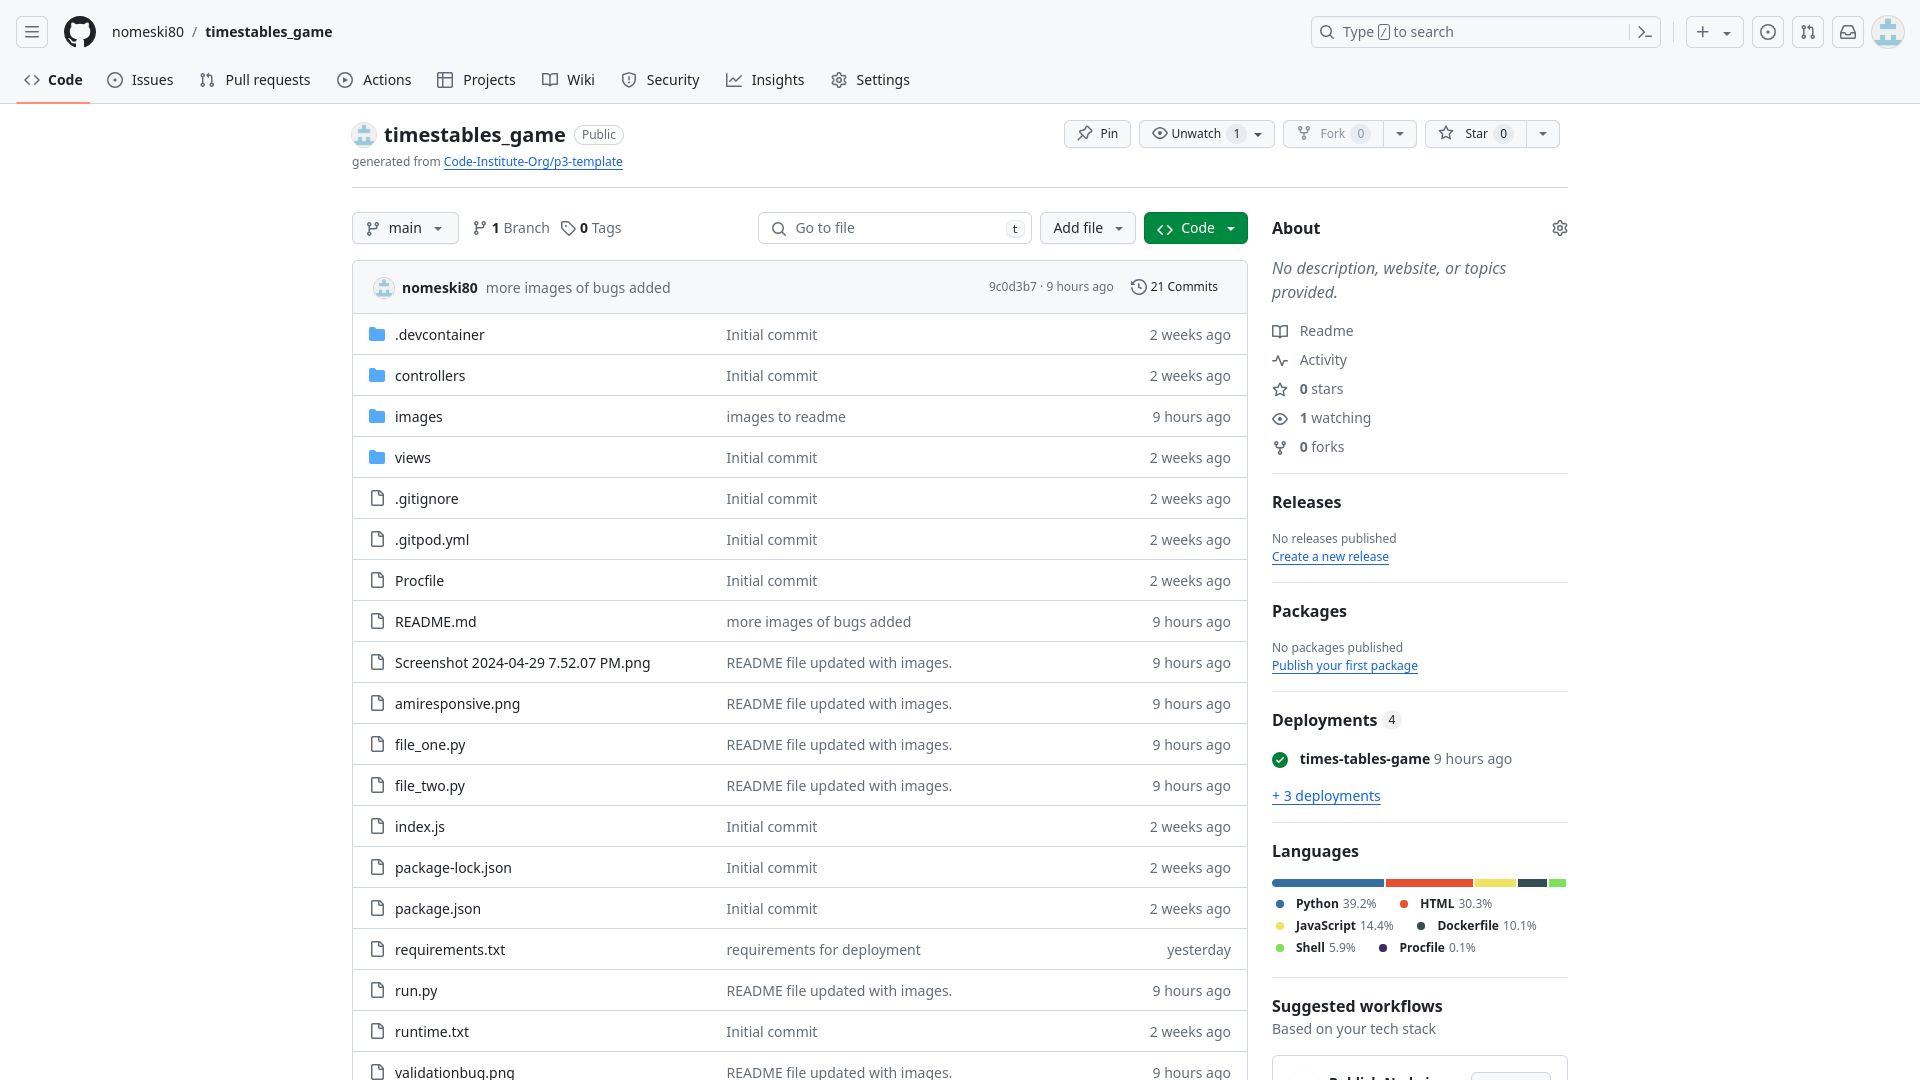 nomeski80 / timestables_game
Type / to search
Code
Issues
Pull requests
Actions
Projects
Wiki
Security
Insights
Settings
timestables_game Public
Pin
Unwatch 1
Fork 0
Star 0
generated from Code-Institute-Org/p3-template
main
1 Branch
0 Tags
Go to file t
Add file
Code
nomeski80 more images of bugs added 9c0d3b7 · 9 hours ago 21 Commits
.devcontainer Initial commit 2 weeks ago
controllers Initial commit 2 weeks ago
images images to readme 9 hours ago
views Initial commit 2 weeks ago
.gitignore Initial commit 2 weeks ago
.gitpod.yml Initial commit 2 weeks ago
Procfile Initial commit 2 weeks ago
README.md more images of bugs added 9 hours ago
Screenshot 2024-04-29 7.52.07 PM.png README file updated with images. 9 hours ago
amiresponsive.png README file updated with images. 9 hours ago
file_one.py README file updated with images. 9 hours ago
file_two.py README file updated with images. 9 hours ago
index.js Initial commit 2 weeks ago
package-lock.json Initial commit 2 weeks ago
package.json Initial commit 2 weeks ago
requirements.txt requirements for deployment yesterday
run.py README file updated with images. 9 hours ago
runtime.txt Initial commit 2 weeks ago
validationbug.png README file updated with images. 9 hours ago
About
No description, website, or topics
provided.
Readme
Activity
0 stars
1 watching
0 forks
Releases
No releases published
Create a new release
Packages
No packages published
Publish your first package
Deployments 4
times-tables-game 9 hours ago
+ 3 deployments
Languages
Python 39.2% HTML 30.3%
JavaScript 14.4% Dockerfile 10.1%
Shell 5.9% Procfile 0.1%
Suggested workflows
Based on your tech stack